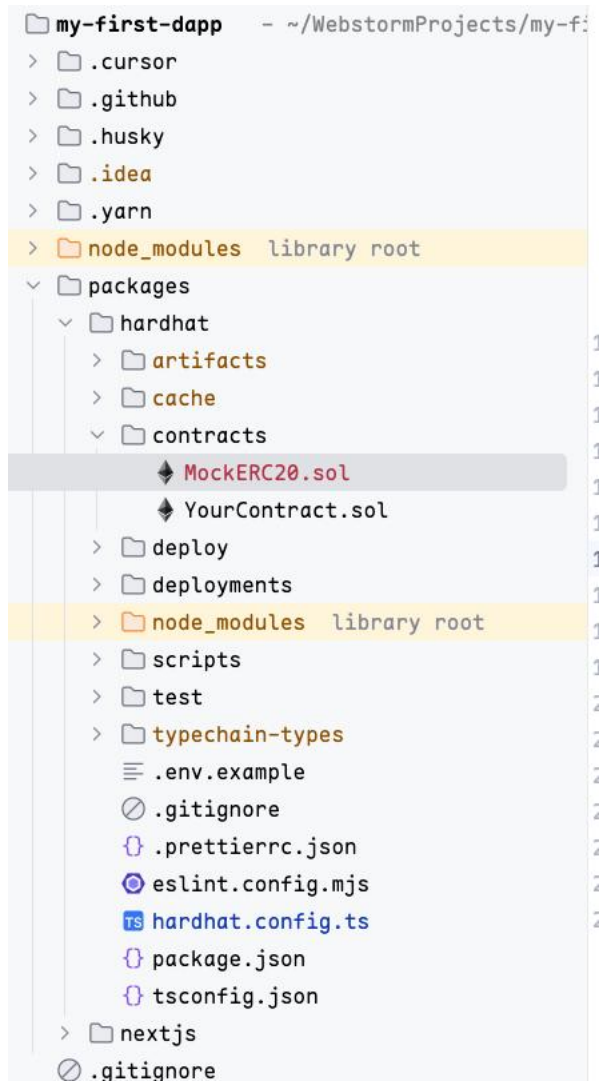 my-first-dapp - ~/WebstormProjects/my-fi
.cursor
.github
.husky
.idea
.yarn
node_modules library root
packages
hardhat
artifacts
cache
contracts
MockERC20.sol
YourContract.sol
deploy
deployments
node_modules library root
scripts
test
typechain-types
.env.example
.gitignore
{} .prettierrc.json
eslint.config.mjs
TS hardhat.config.ts
{} package.json
{} tsconfig.json
nextjs
.gitignore